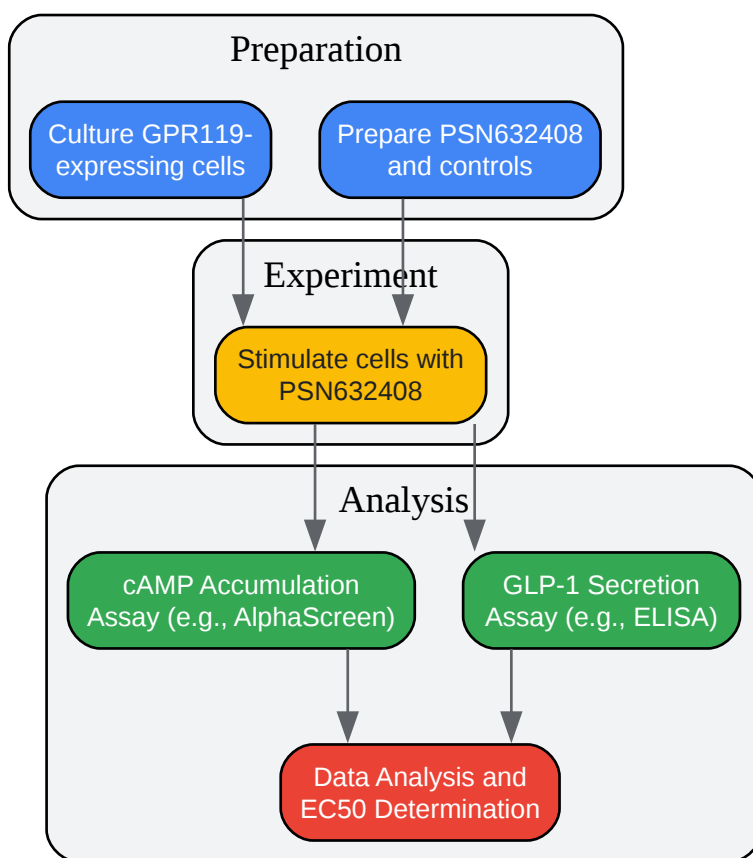 Preparation
Culture GPR119-
expressing cells
Prepare PSN632408
and controls
Experiment
Stimulate cells with
PSN632408
Analysis
cAMP Accumulation
Assay (e.g., AlphaScreen)
GLP-1 Secretion
Assay (e.g., ELISA)
Data Analysis and
EC50 Determination